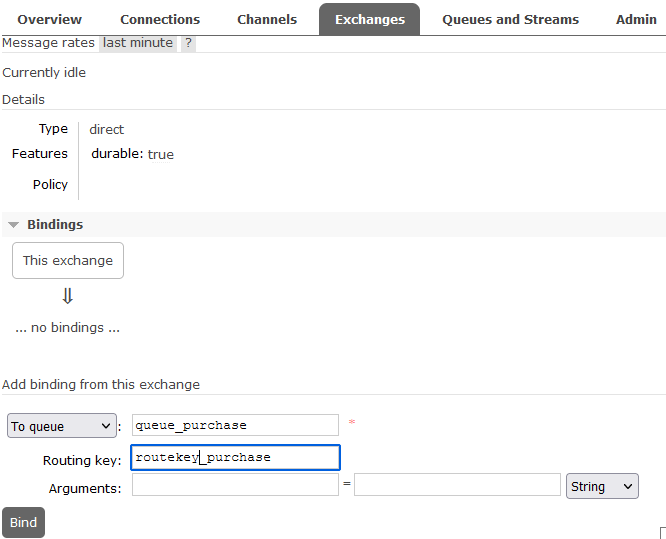 Overview Connections Channels Exchanges Queues and Streams Admin
Message rates last minute ?
Currently idle
Details
Type direct
Features durable: true
Policy
Bindings
This exchange
⇓
... no bindings ...
Add binding from this exchange
To queue : queue_purchase *
Routing key: routekey_purchase
Arguments: = String
Bind